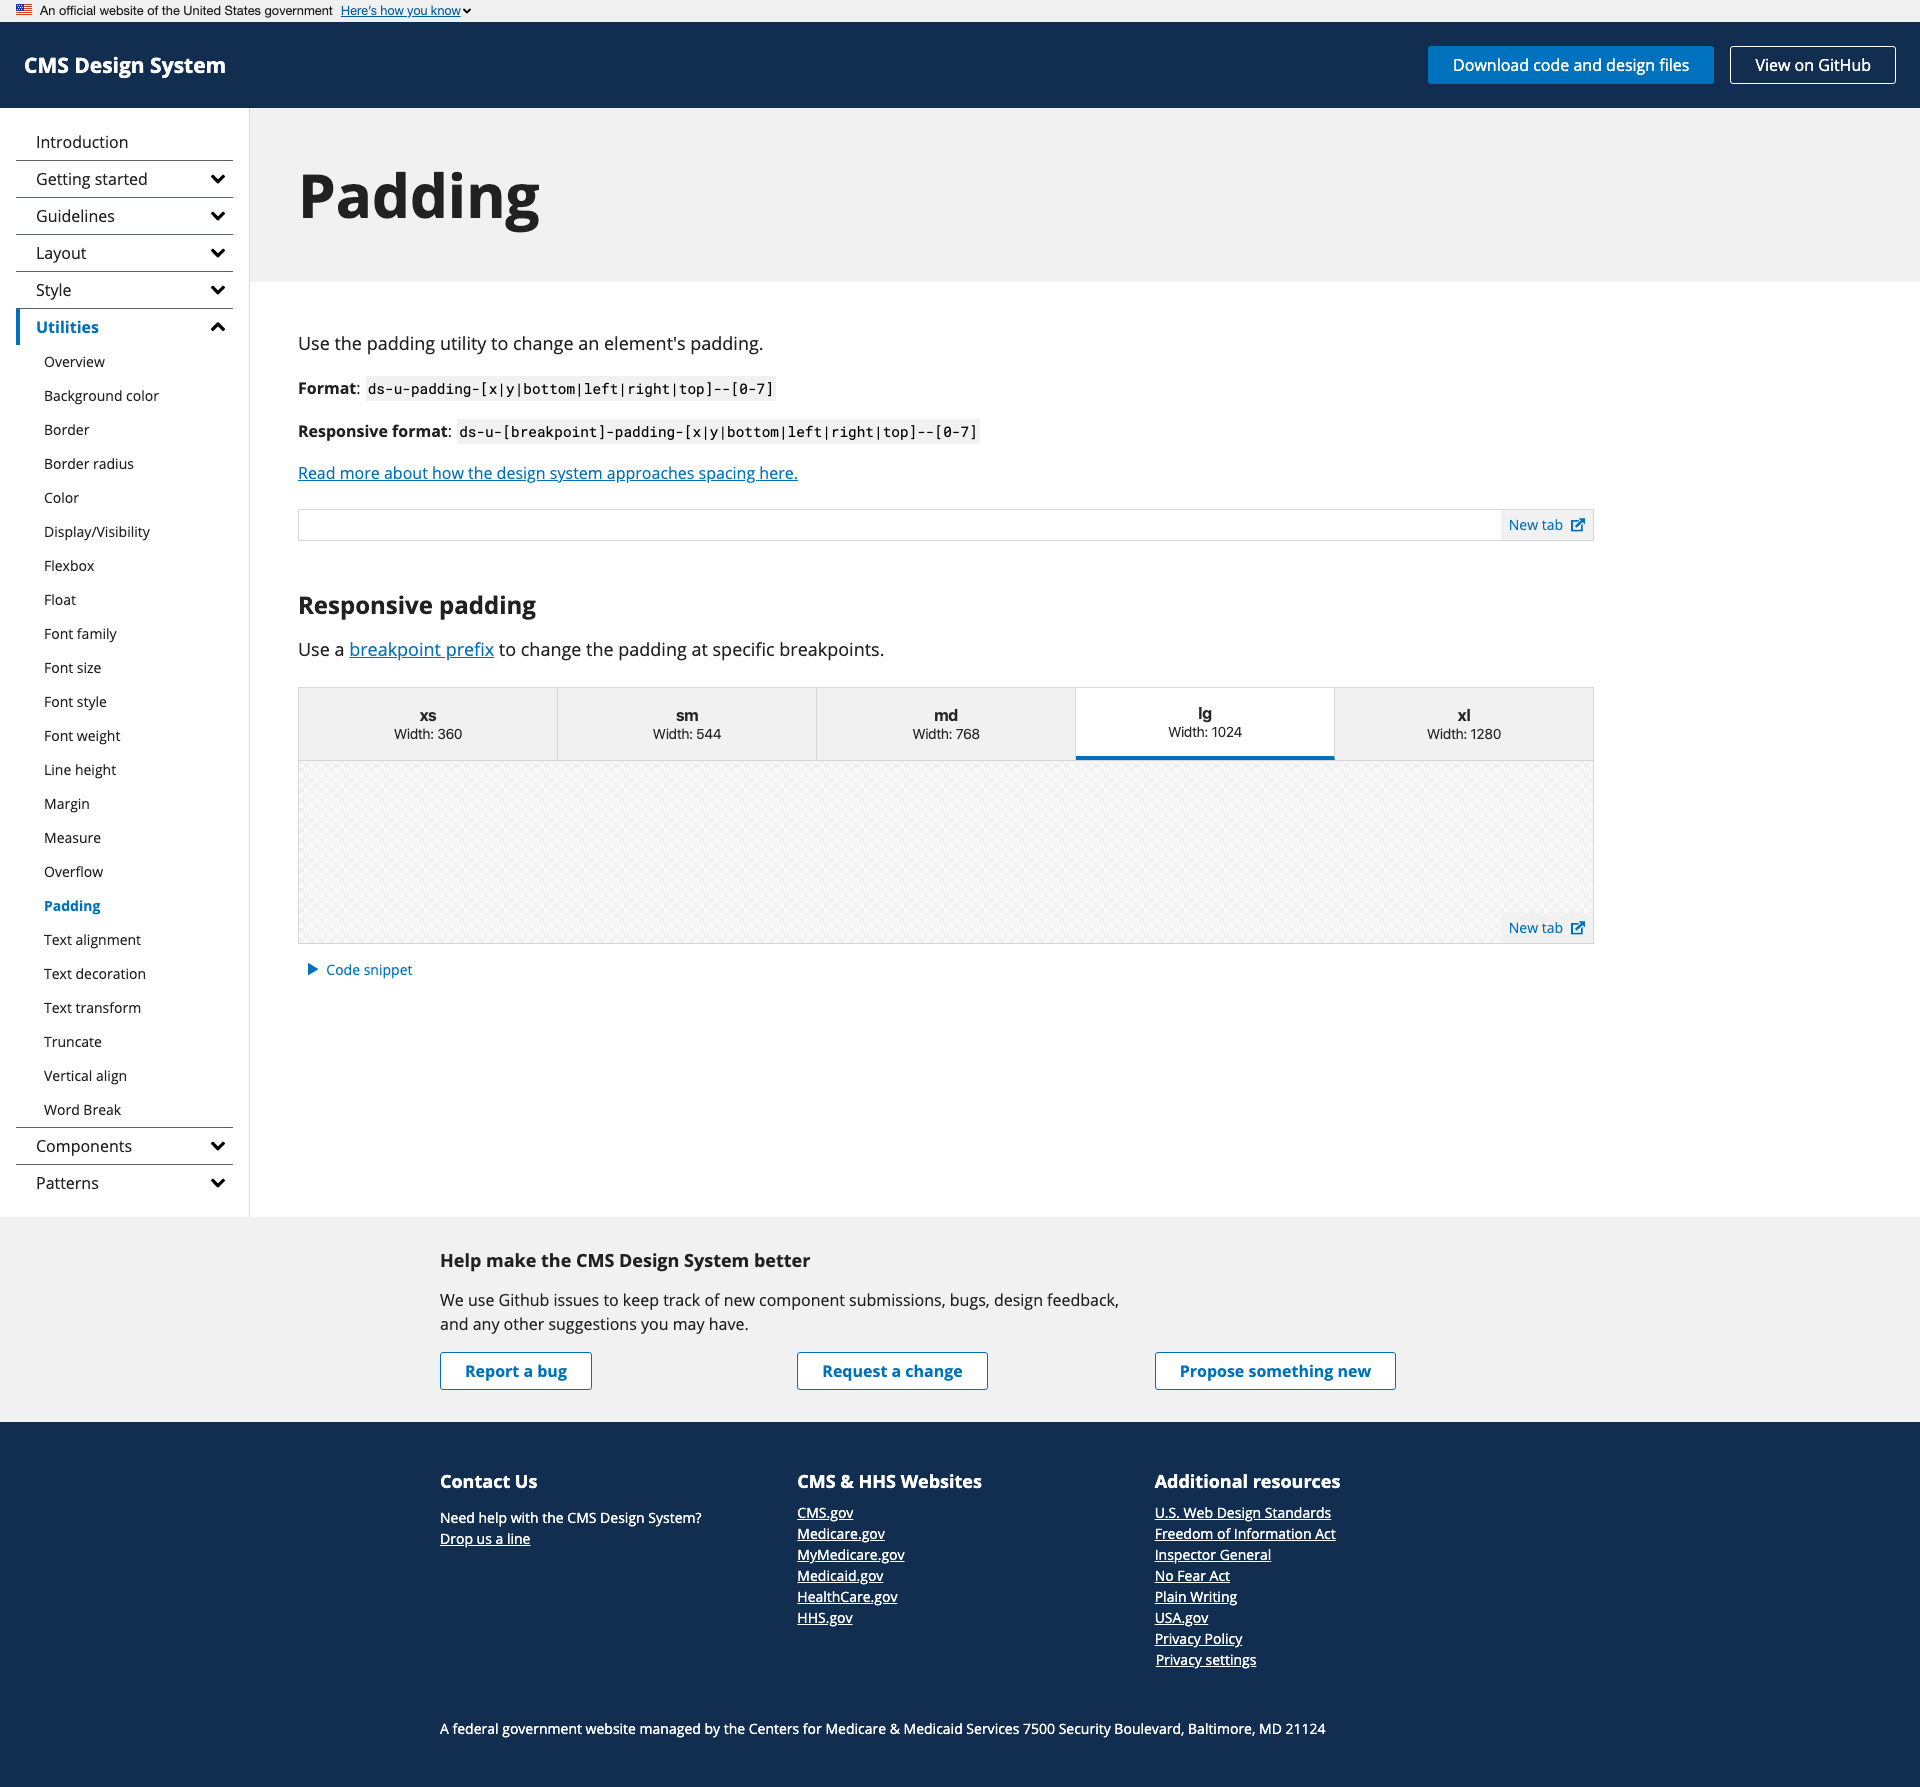 An official website of the United States government Here's how you know
CMS Design System
Download code and design files
View on GitHub
Introduction
Getting started
Guidelines
Layout
Style
Utilities
Overview
Background color
Border
Border radius
Color
Display/Visibility
Flexbox
Float
Font family
Font size
Font style
Font weight
Line height
Margin
Measure
Overflow
Padding
Text alignment
Text decoration
Text transform
Truncate
Vertical align
Word Break
Components
Patterns
Padding
Use the padding utility to change an element's padding.
Format: ds-u-padding-[x|y|bottom|left|right|top]--[0-7]
Responsive format: ds-u-[breakpoint]-padding-[x|y|bottom|left|right|top]--[0-7]
Read more about how the design system approaches spacing here.
New tab
Responsive padding
Use a breakpoint prefix to change the padding at specific breakpoints.
xs
Width: 360
sm
Width: 544
md
Width: 768
lg
Width: 1024
xl
Width: 1280
New tab
Code snippet
Help make the CMS Design System better
We use Github issues to keep track of new component submissions, bugs, design feedback,
and any other suggestions you may have.
Report a bug
Request a change
Propose something new
Contact Us
Need help with the CMS Design System?
Drop us a line
CMS & HHS Websites
CMS.gov
Medicare.gov
MyMedicare.gov
Medicaid.gov
HealthCare.gov
HHS.gov
Additional resources
U.S. Web Design Standards
Freedom of Information Act
Inspector General
No Fear Act
Plain Writing
USA.gov
Privacy Policy
Privacy settings
A federal government website managed by the Centers for Medicare & Medicaid Services 7500 Security Boulevard, Baltimore, MD 21124